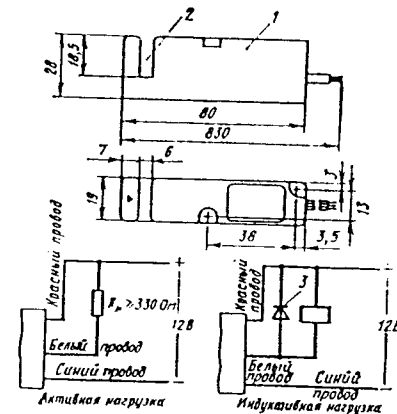 2
1
28
18,5
80
830
7
6
3
19
13
38
3,5
Красный провод
Rн ≥330 Ом
12В
Белый провод
Синий провод
Активная нагрузка
Красный
провод
3
12В
Белый
провод
Синий
провод
Индукивная нагрузка